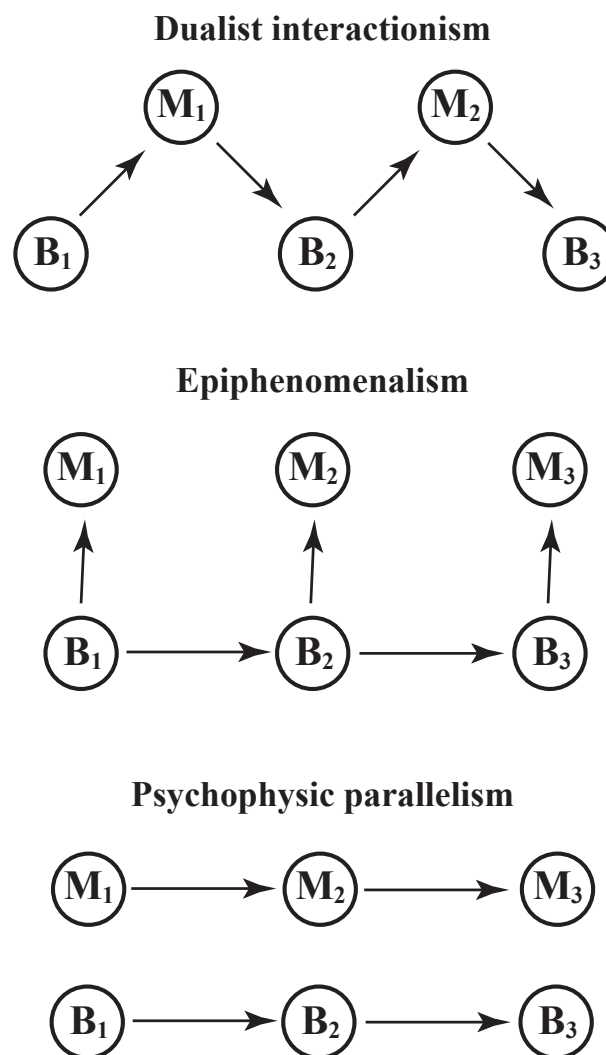 Dualist interactionism
M₁ M₂
B₁ B₂ B₃
Epiphenomenalism
M₁ M₂ M₃
B₁ B₂ B₃
Psychophysic parallelism
M₁ M₂ M₃
B₁ B₂ B₃